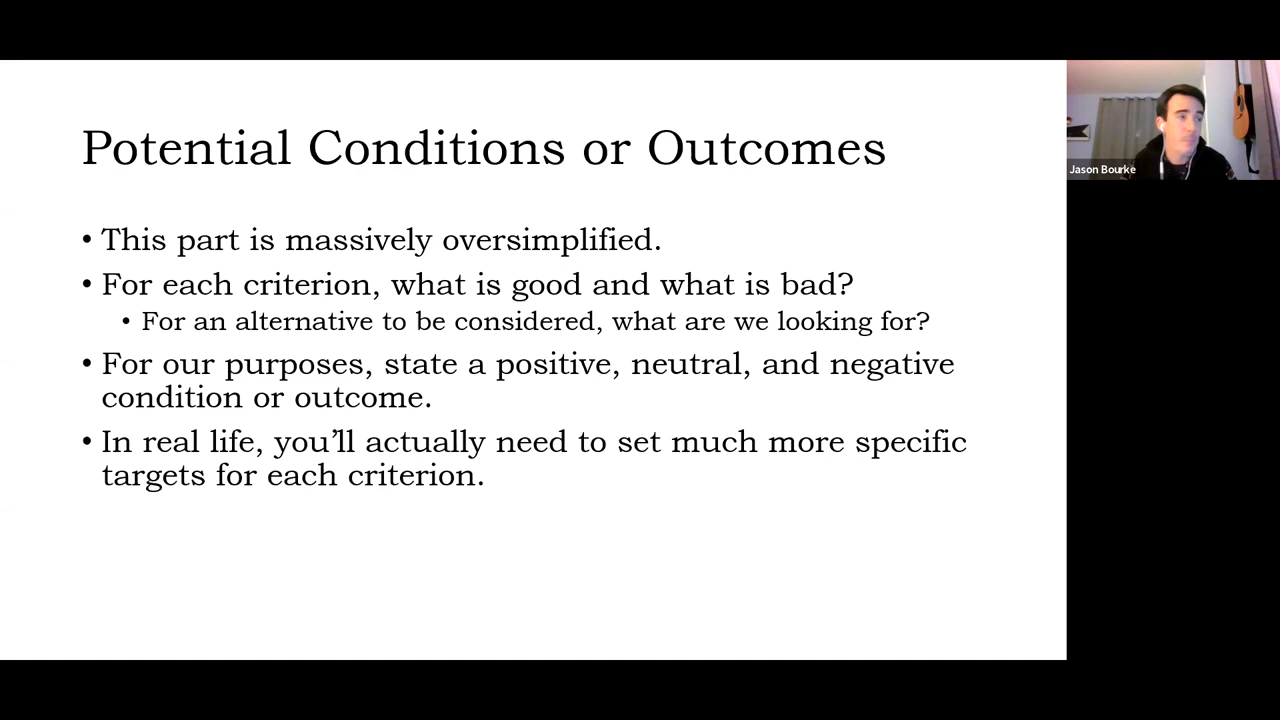 Potential Conditions or Outcomes
• This part is massively oversimplified.
• For each criterion, what is good and what is bad?
• For an alternative to be considered, what are we looking for?
• For our purposes, state a positive, neutral, and negative
condition or outcome.
• In real life, you’ll actually need to set much more specific
targets for each criterion.
Jason Bourke